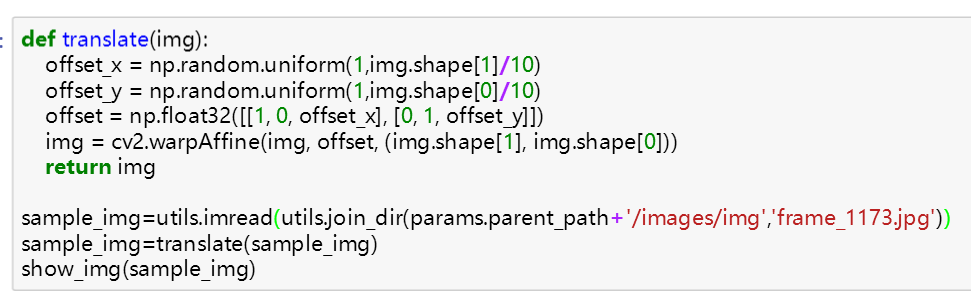 :
def translate(img):
    offset_x = np.random.uniform(1,img.shape[1]/10)
    offset_y = np.random.uniform(1,img.shape[0]/10)
    offset = np.float32([[1, 0, offset_x], [0, 1, offset_y]])
    img = cv2.warpAffine(img, offset, (img.shape[1], img.shape[0]))
    return img

sample_img=utils.imread(utils.join_dir(params.parent_path+'/images/img','frame_1173.jpg'))
sample_img=translate(sample_img)
show_img(sample_img)